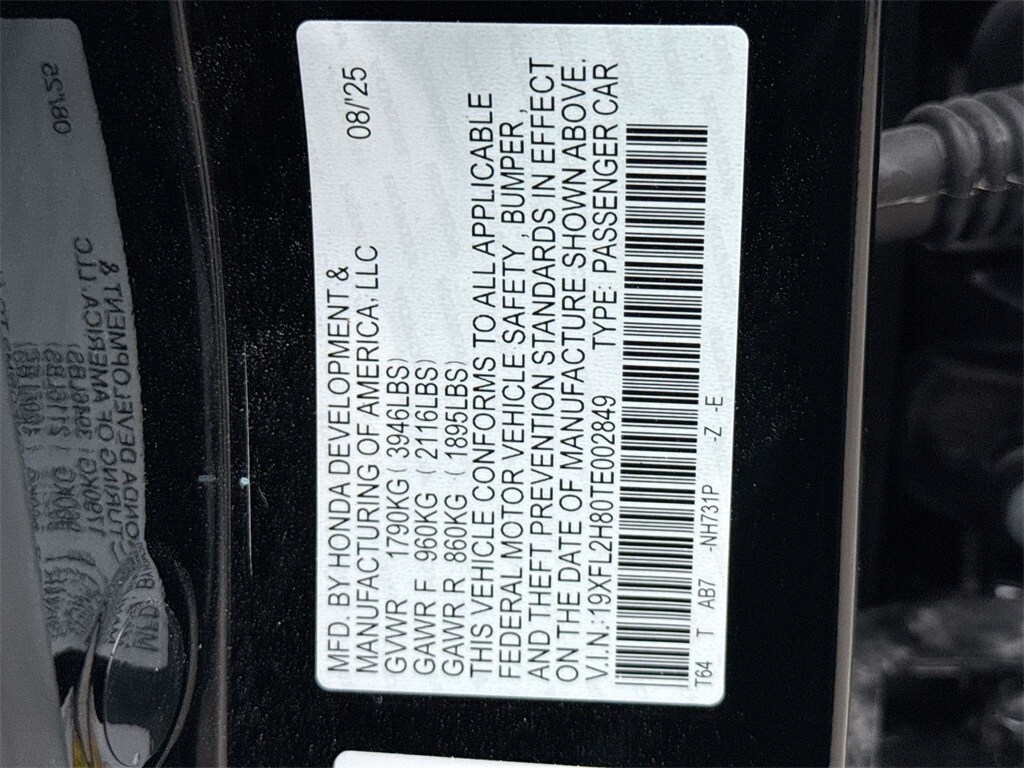 MFD. BY HONDA DEVELOPMENT &
MANUFACTURING OF AMERICA, LLC 08/'25
GVWR 1790KG ( 3946LBS)
GAWR F 960KG ( 2116LBS)
GAWR R 860KG ( 1895LBS)
THIS VEHICLE CONFORMS TO ALL APPLICABLE
FEDERAL MOTOR VEHICLE SAFETY, BUMPER,
AND THEFT PREVENTION STANDARDS IN EFFECT
ON THE DATE OF MANUFACTURE SHOWN ABOVE.
V.I.N.:19XFL2H80TE002849 TYPE: PASSENGER CAR
T64 T AB7 -NH731P -Z -E